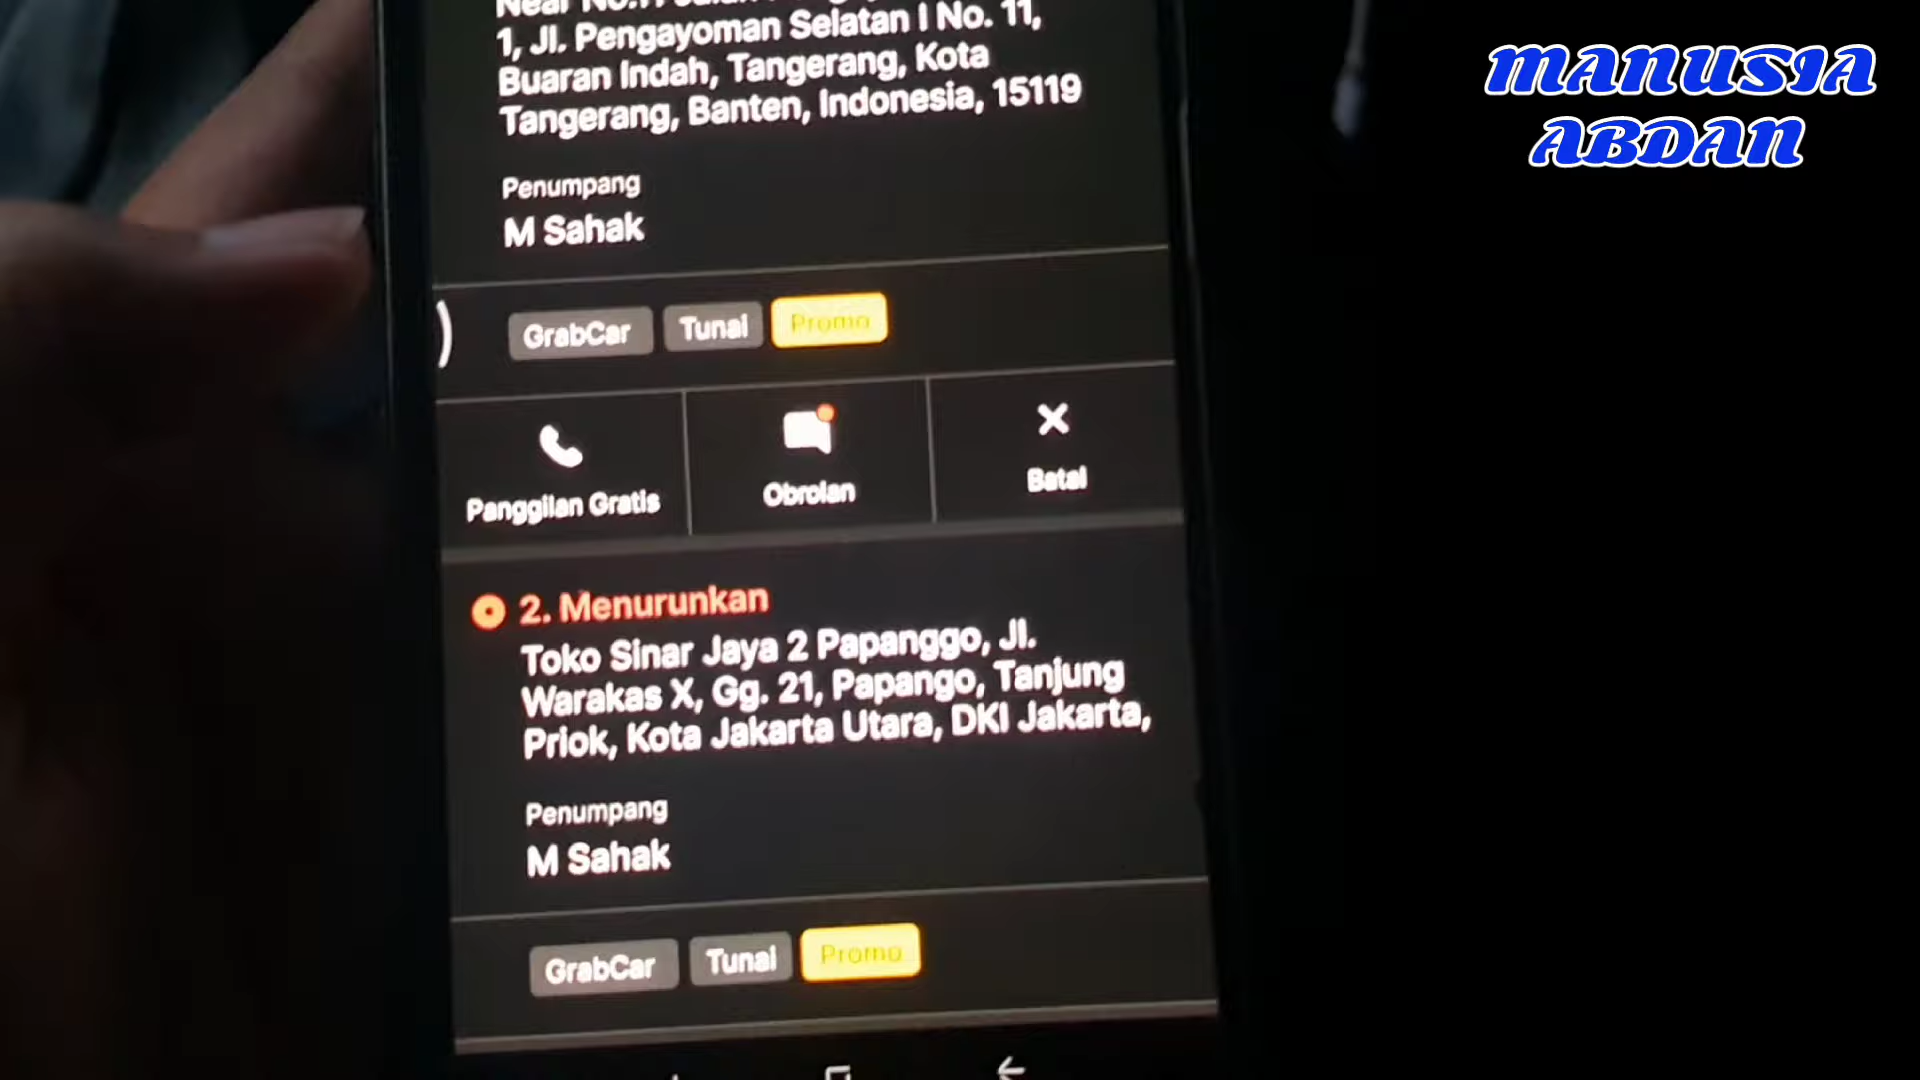 1, Jl. Pengayoman Selatan I No. 11,
Buaran Indah, Tangerang, Kota
Tangerang, Banten, Indonesia, 15119
Penumpang
M Sahak
GrabCar Tunai Promo
Panggilan Gratis Obrolan Batal
2. Menurunkan
Toko Sinar Jaya 2 Papanggo, Jl.
Warakas X, Gg. 21, Papango, Tanjung
Priok, Kota Jakarta Utara, DKI Jakarta,
Penumpang
M Sahak
GrabCar Tunai Promo
MANUSIA
ABDAN